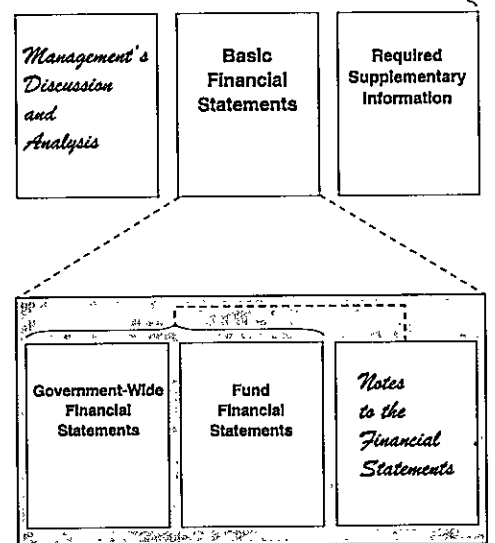 Management's
Discussion
and
Analysis
Basic
Financial
Statements
Required
Supplementary
Information
Government-Wide
Financial
Statements
Fund
Financial
Statements
Notes
to the
Financial
Statements